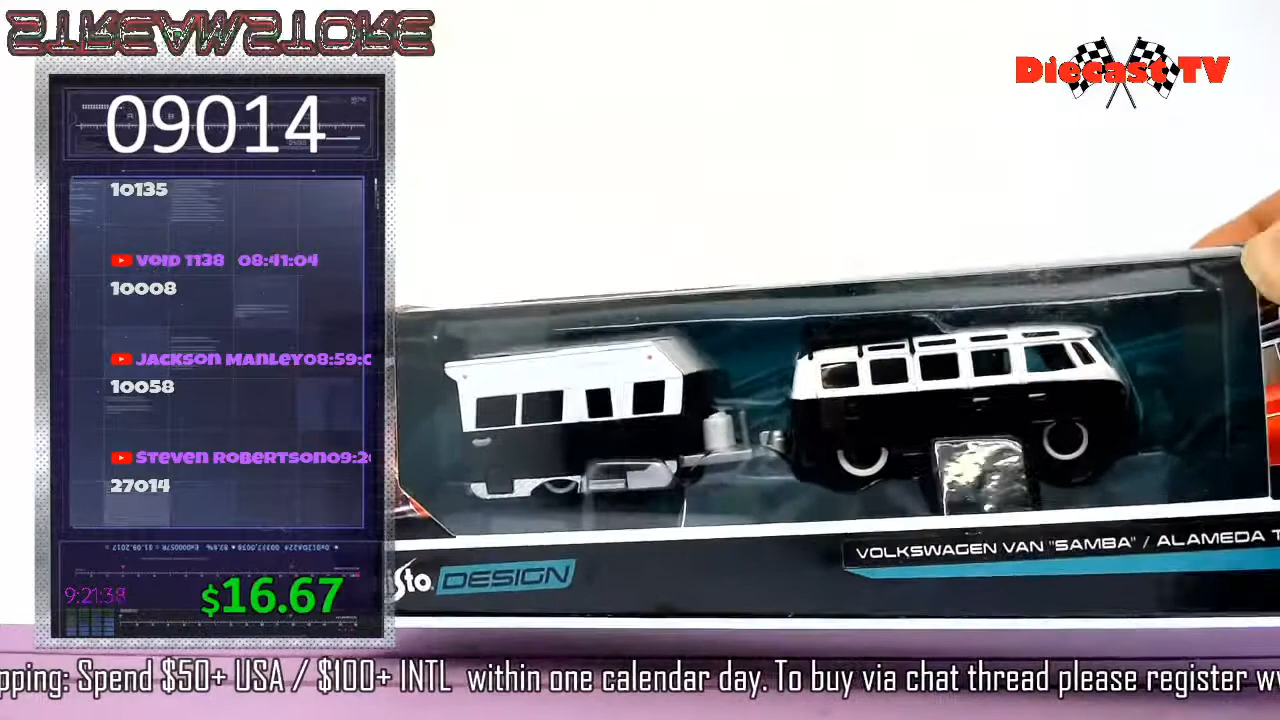 STREAMSTORE
Diecast TV
09014
10135
Void 1138 08:41:04
10008
Jackson Manley08:59:0
10058
Steven Robertson09:2
27014
9:21:38
$16.67
sto DESIGN
VOLKSWAGEN VAN "SAMBA" / ALAMEDA T
pping: Spend $50+ USA / $100+ INTL within one calendar day. To buy via chat thread please register w